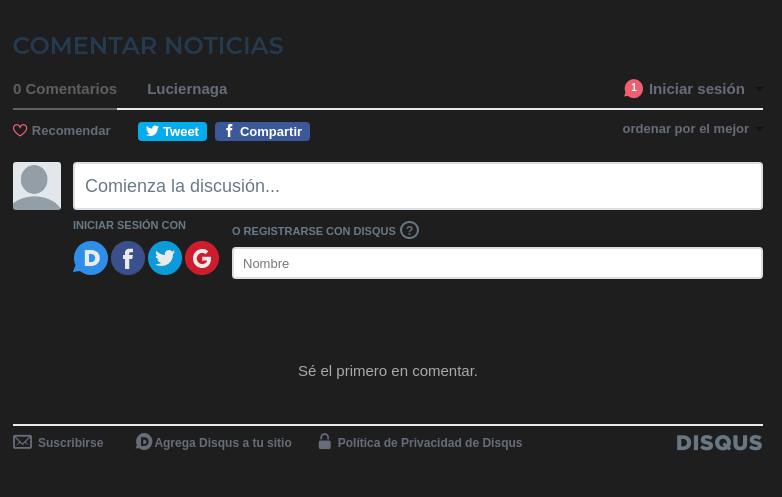 COMENTAR NOTICIAS
0 Comentarios Luciernaga 1 Iniciar sesión
Recomendar Tweet Compartir ordenar por el mejor
Comienza la discusión...
INICIAR SESIÓN CON
O REGISTRARSE CON DISQUS ?
Nombre
Sé el primero en comentar.
Suscribirse Agrega Disqus a tu sitio Política de Privacidad de Disqus DISQUS